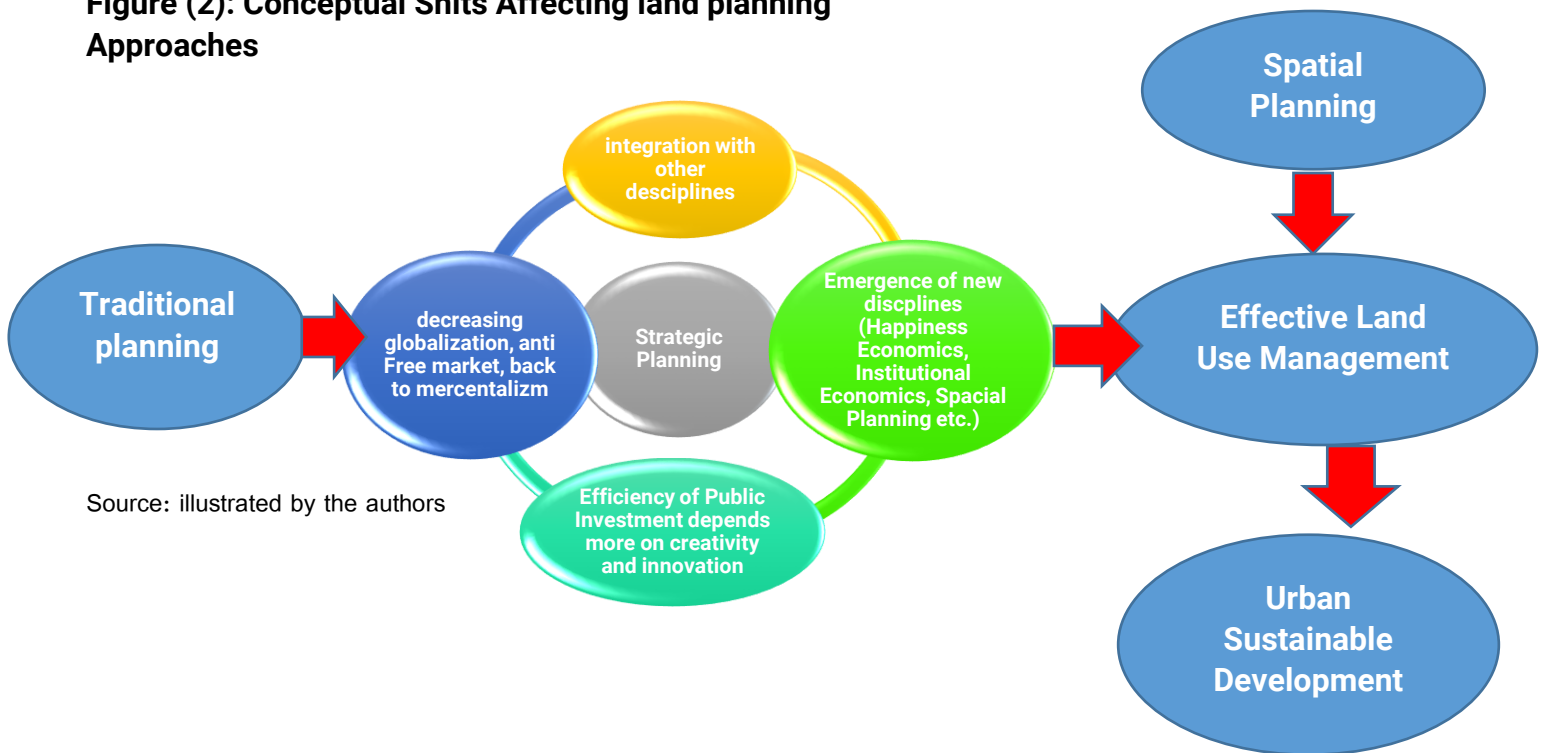 Figure (2): Conceptual Shits Affecting land planning
Approaches
Spatial
Planning
integration with
other
desciplines
Traditional
planning
decreasing
globalization, anti
Free market, back
to mercentalizm
Strategic
Planning
Emergence of new
discplines
(Happiness
Economics,
Institutional
Economics, Spacial
Planning etc.)
Effective Land
Use Management
Efficiency of Public
Investment depends
more on creativity
and innovation
Source: illustrated by the authors
Urban
Sustainable
Development